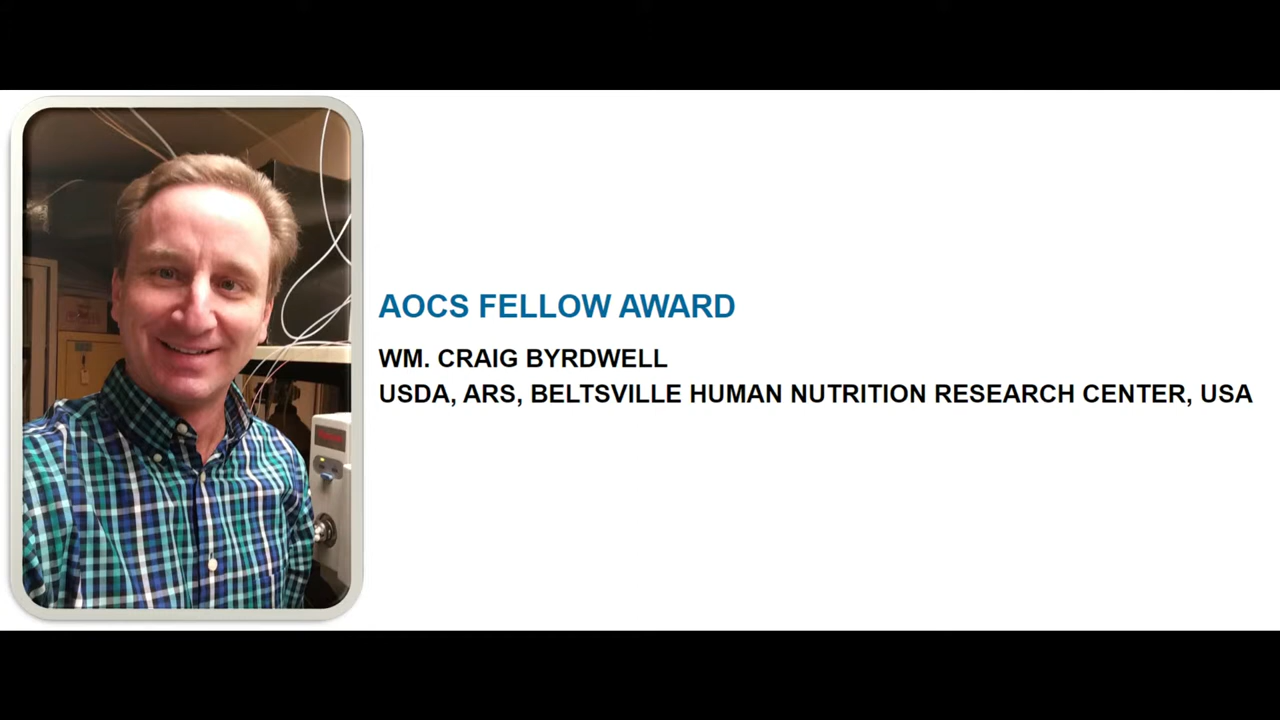 AOCS FELLOW AWARD
WM. CRAIG BYRDWELL
USDA, ARS, BELTSVILLE HUMAN NUTRITION RESEARCH CENTER, USA